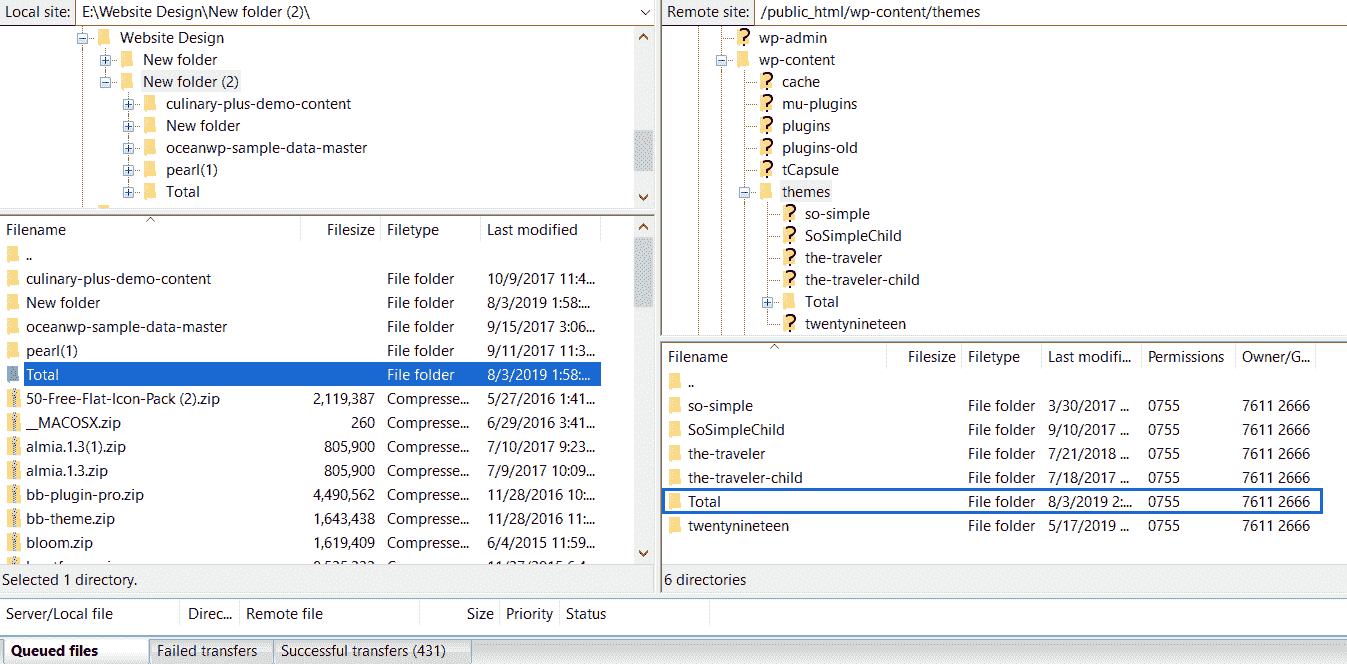 Local site: E:\Website Design\New folder (2)\
Website Design
New folder
New folder (2)
culinary-plus-demo-content
New folder
oceanwp-sample-data-master
pearl(1)
Total
Filename Filesize Filetype Last modified
..
culinary-plus-demo-content File folder 10/9/2017 11:4...
New folder File folder 8/3/2019 1:58:...
oceanwp-sample-data-master File folder 9/15/2017 3:06...
pearl(1) File folder 9/11/2017 11:3...
Total File folder 8/3/2019 1:58:...
50-Free-Flat-Icon-Pack (2).zip 2,119,387 Compresse... 5/27/2016 1:41...
__MACOSX.zip 260 Compresse... 6/29/2016 3:41...
almia.1.3(1).zip 805,900 Compresse... 7/10/2017 9:23...
almia.1.3.zip 805,900 Compresse... 7/9/2017 10:09...
bb-plugin-pro.zip 4,490,562 Compresse... 11/28/2016 10:...
bb-theme.zip 1,643,438 Compresse... 11/28/2016 11:...
bloom.zip 1,619,409 Compresse... 6/4/2015 11:59...
Selected 1 directory.
Remote site: /public_html/wp-content/themes
wp-admin
wp-content
cache
mu-plugins
plugins
plugins-old
tCapsule
themes
so-simple
SoSimpleChild
the-traveler
the-traveler-child
Total
twentynineteen
Filename Filesize Filetype Last modifi... Permissions Owner/G...
..
so-simple File folder 3/30/2017 ... 0755 7611 2666
SoSimpleChild File folder 9/10/2017 ... 0755 7611 2666
the-traveler File folder 7/21/2018 ... 0755 7611 2666
the-traveler-child File folder 7/18/2017 ... 0755 7611 2666
Total File folder 8/3/2019 2:... 0755 7611 2666
twentynineteen File folder 5/17/2019 ... 0755 7611 2666
6 directories
Server/Local file Direc... Remote file Size Priority Status
Queued files Failed transfers Successful transfers (431)